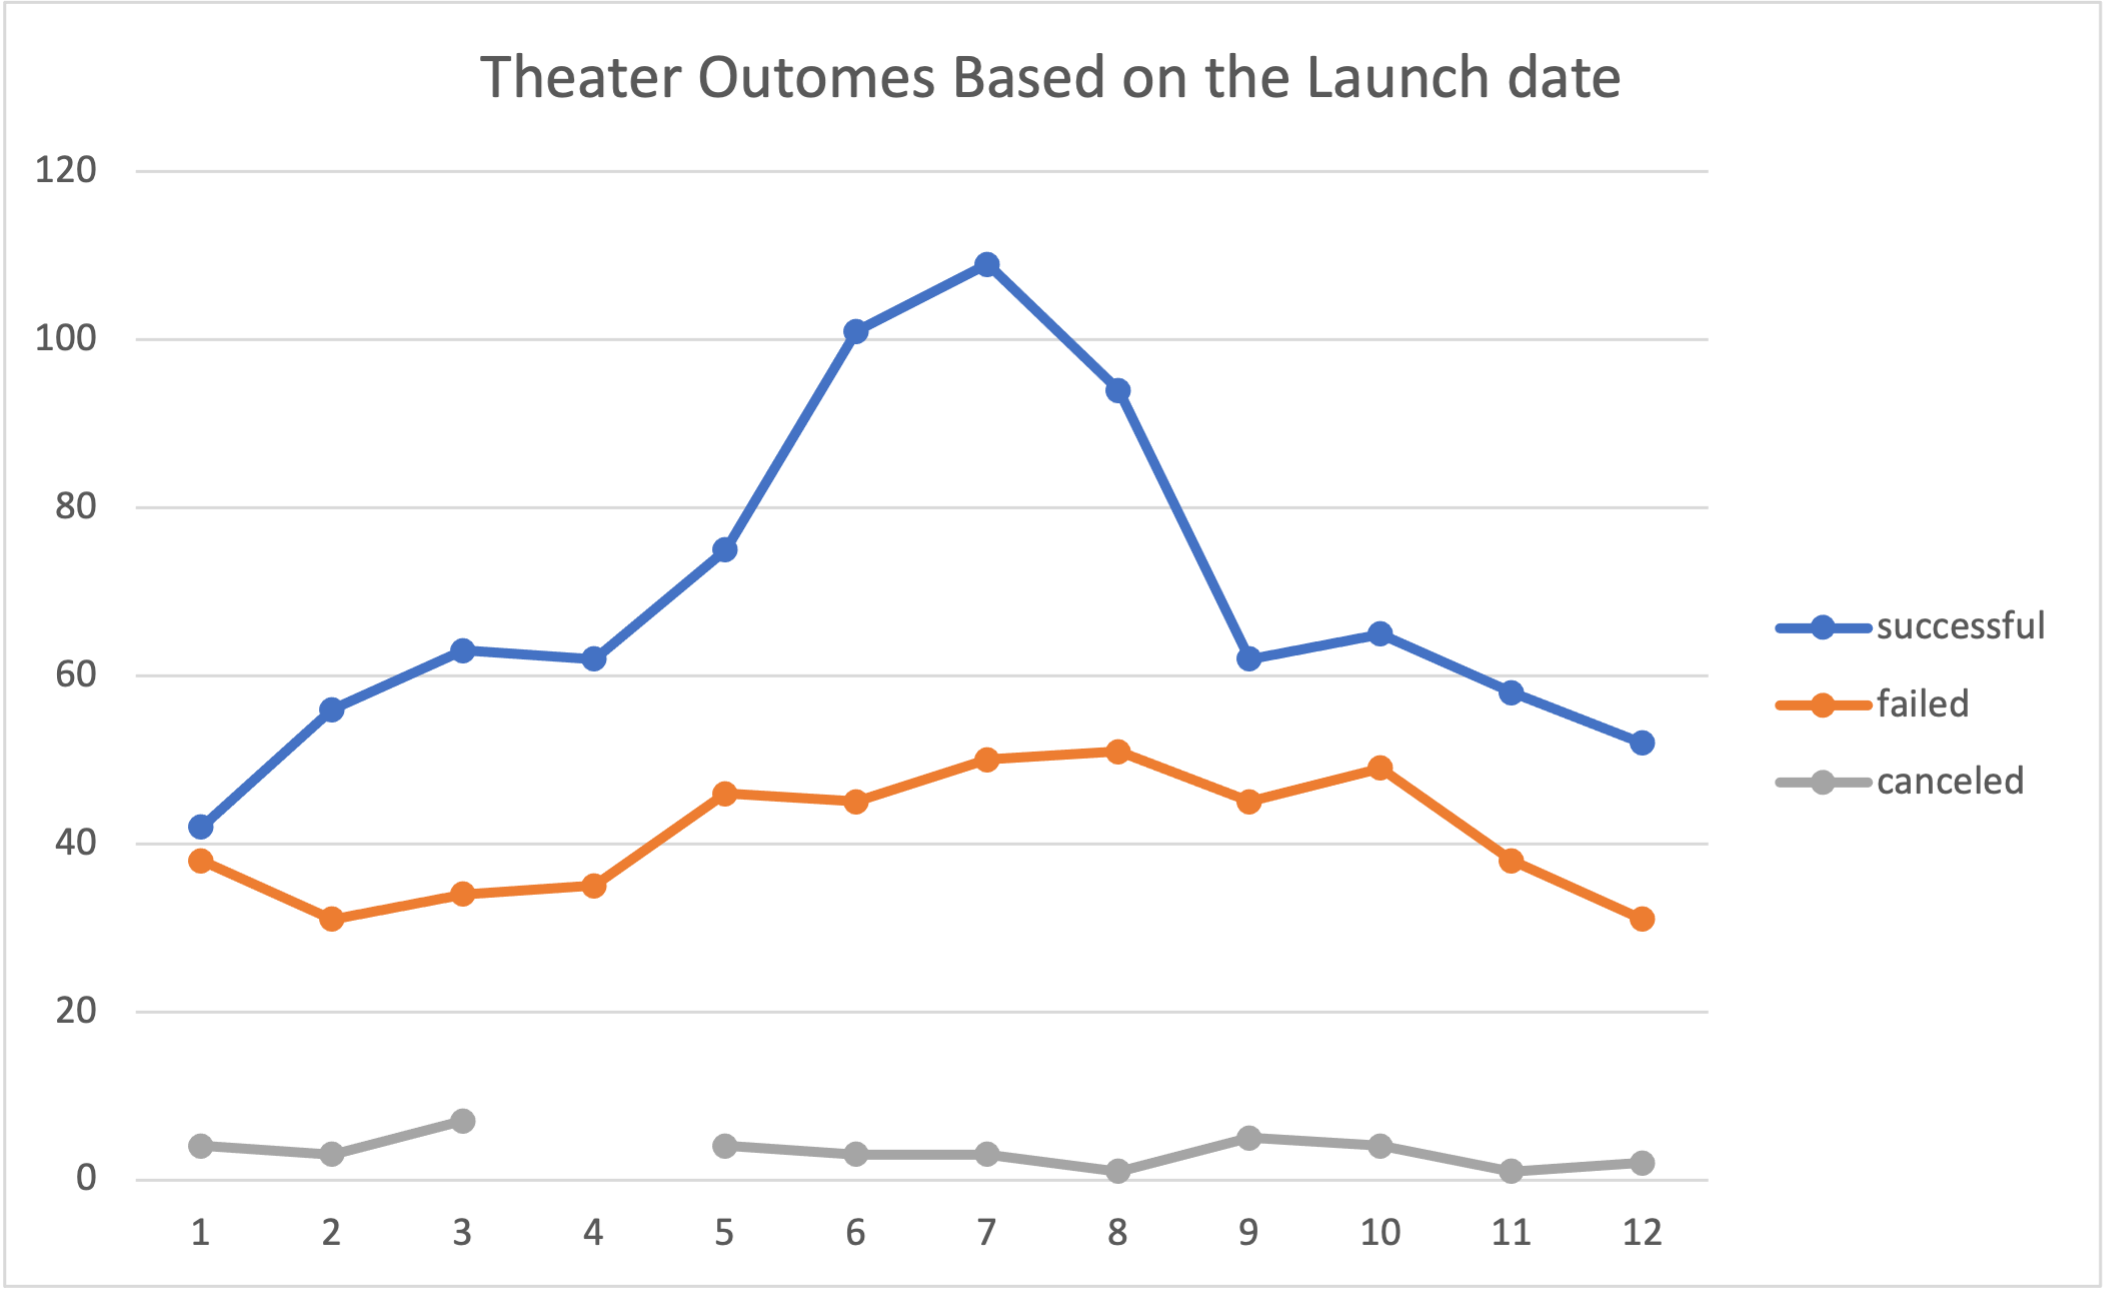 Theater Outomes Based on the Launch date
120
100
80
60
40
20
0
1 2 3 4 5 6 7 8 9 10 11 12
successful
failed
canceled